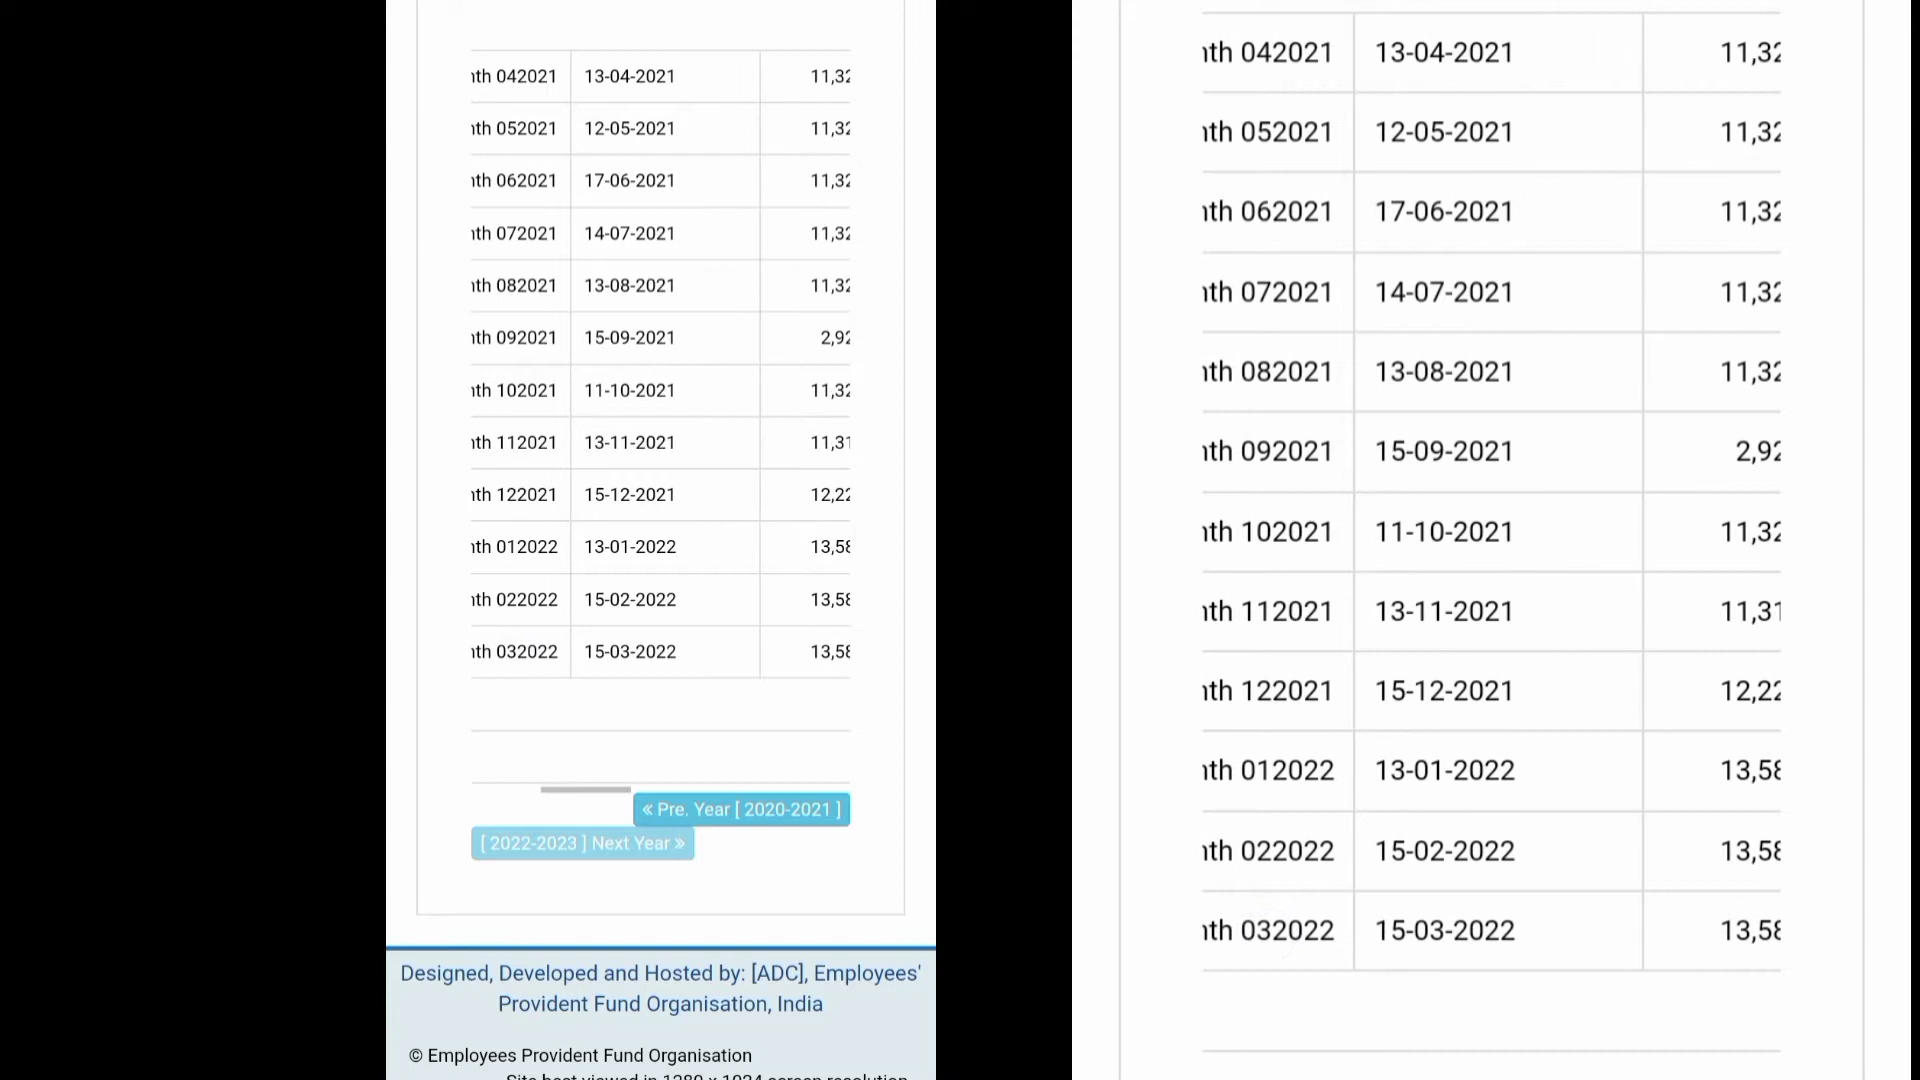 nth 042021 13-04-2021 11,32
nth 052021 12-05-2021 11,32
nth 062021 17-06-2021 11,32
nth 072021 14-07-2021 11,32
nth 082021 13-08-2021 11,32
nth 092021 15-09-2021 2,92
nth 102021 11-10-2021 11,32
nth 112021 13-11-2021 11,31
nth 122021 15-12-2021 12,22
nth 012022 13-01-2022 13,58
nth 022022 15-02-2022 13,58
nth 032022 15-03-2022 13,58
« Pre. Year [ 2020-2021 ]
[ 2022-2023 ] Next Year »
Designed, Developed and Hosted by: [ADC], Employees'
Provident Fund Organisation, India
© Employees Provident Fund Organisation
Site best viewed in 1280 x 1024 screen resolution
nth 042021 13-04-2021 11,32
nth 052021 12-05-2021 11,32
nth 062021 17-06-2021 11,32
nth 072021 14-07-2021 11,32
nth 082021 13-08-2021 11,32
nth 092021 15-09-2021 2,92
nth 102021 11-10-2021 11,32
nth 112021 13-11-2021 11,31
nth 122021 15-12-2021 12,22
nth 012022 13-01-2022 13,58
nth 022022 15-02-2022 13,58
nth 032022 15-03-2022 13,58